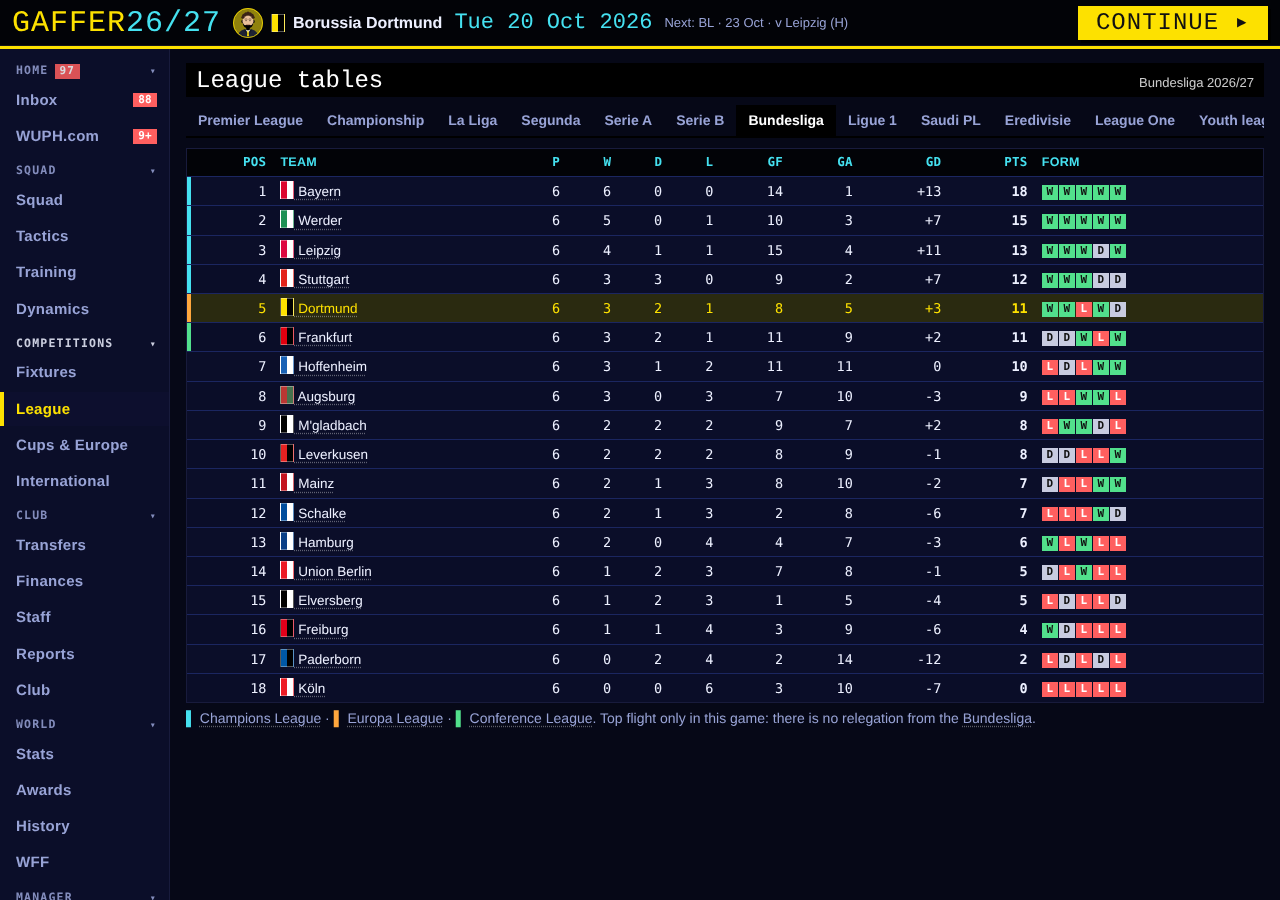 GAFFER26/27 Borussia Dortmund Tue 20 Oct 2026 Next: BL · 23 Oct · v Leipzig (H) CONTINUE ►
HOME 97 ▾
Inbox 88
WUPH.com 9+
SQUAD ▾
Squad
Tactics
Training
Dynamics
COMPETITIONS ▾
Fixtures
League
Cups & Europe
International
CLUB ▾
Transfers
Finances
Staff
Reports
Club
WORLD ▾
Stats
Awards
History
WFF
MANAGER ▾
League tables Bundesliga 2026/27
Premier League Championship La Liga Segunda Serie A Serie B Bundesliga Ligue 1 Saudi PL Eredivisie League One Youth leag
POS TEAM P W D L GF GA GD PTS FORM
1 Bayern 6 6 0 0 14 1 +13 18 W W W W W
2 Werder 6 5 0 1 10 3 +7 15 W W W W W
3 Leipzig 6 4 1 1 15 4 +11 13 W W W D W
4 Stuttgart 6 3 3 0 9 2 +7 12 W W W D D
5 Dortmund 6 3 2 1 8 5 +3 11 W W L W D
6 Frankfurt 6 3 2 1 11 9 +2 11 D D W L W
7 Hoffenheim 6 3 1 2 11 11 0 10 L D L W W
8 Augsburg 6 3 0 3 7 10 -3 9 L L W W L
9 M'gladbach 6 2 2 2 9 7 +2 8 L W W D L
10 Leverkusen 6 2 2 2 8 9 -1 8 D D L L W
11 Mainz 6 2 1 3 8 10 -2 7 D L L W W
12 Schalke 6 2 1 3 2 8 -6 7 L L L W D
13 Hamburg 6 2 0 4 4 7 -3 6 W L W L L
14 Union Berlin 6 1 2 3 7 8 -1 5 D L W L L
15 Elversberg 6 1 2 3 1 5 -4 5 L D L L D
16 Freiburg 6 1 1 4 3 9 -6 4 W D L L L
17 Paderborn 6 0 2 4 2 14 -12 2 L D L D L
18 Köln 6 0 0 6 3 10 -7 0 L L L L L
Champions League · Europa League · Conference League. Top flight only in this game: there is no relegation from the Bundesliga.